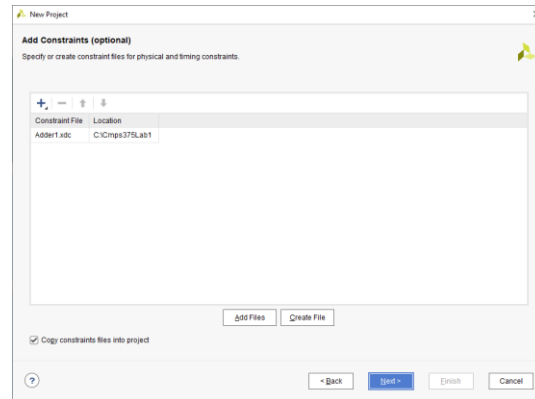 New Project
Add Constraints (optional)
Specify or create constraint files for physical and timing constraints.
Constraint File Location
Adder1.xdc C:\Cmps375Lab1
Add Files Create File
Copy constraints files into project
? < Back Next > Finish Cancel